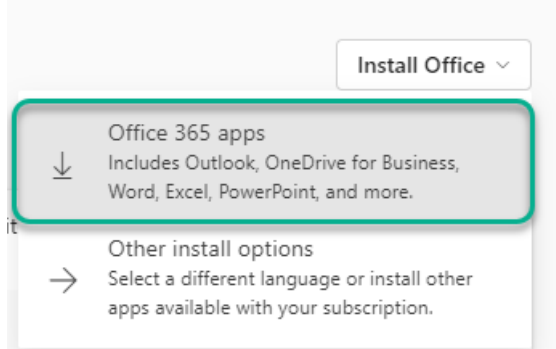 Install Office
Office 365 apps
Includes Outlook, OneDrive for Business,
Word, Excel, PowerPoint, and more.
it
Other install options
Select a different language or install other
apps available with your subscription.